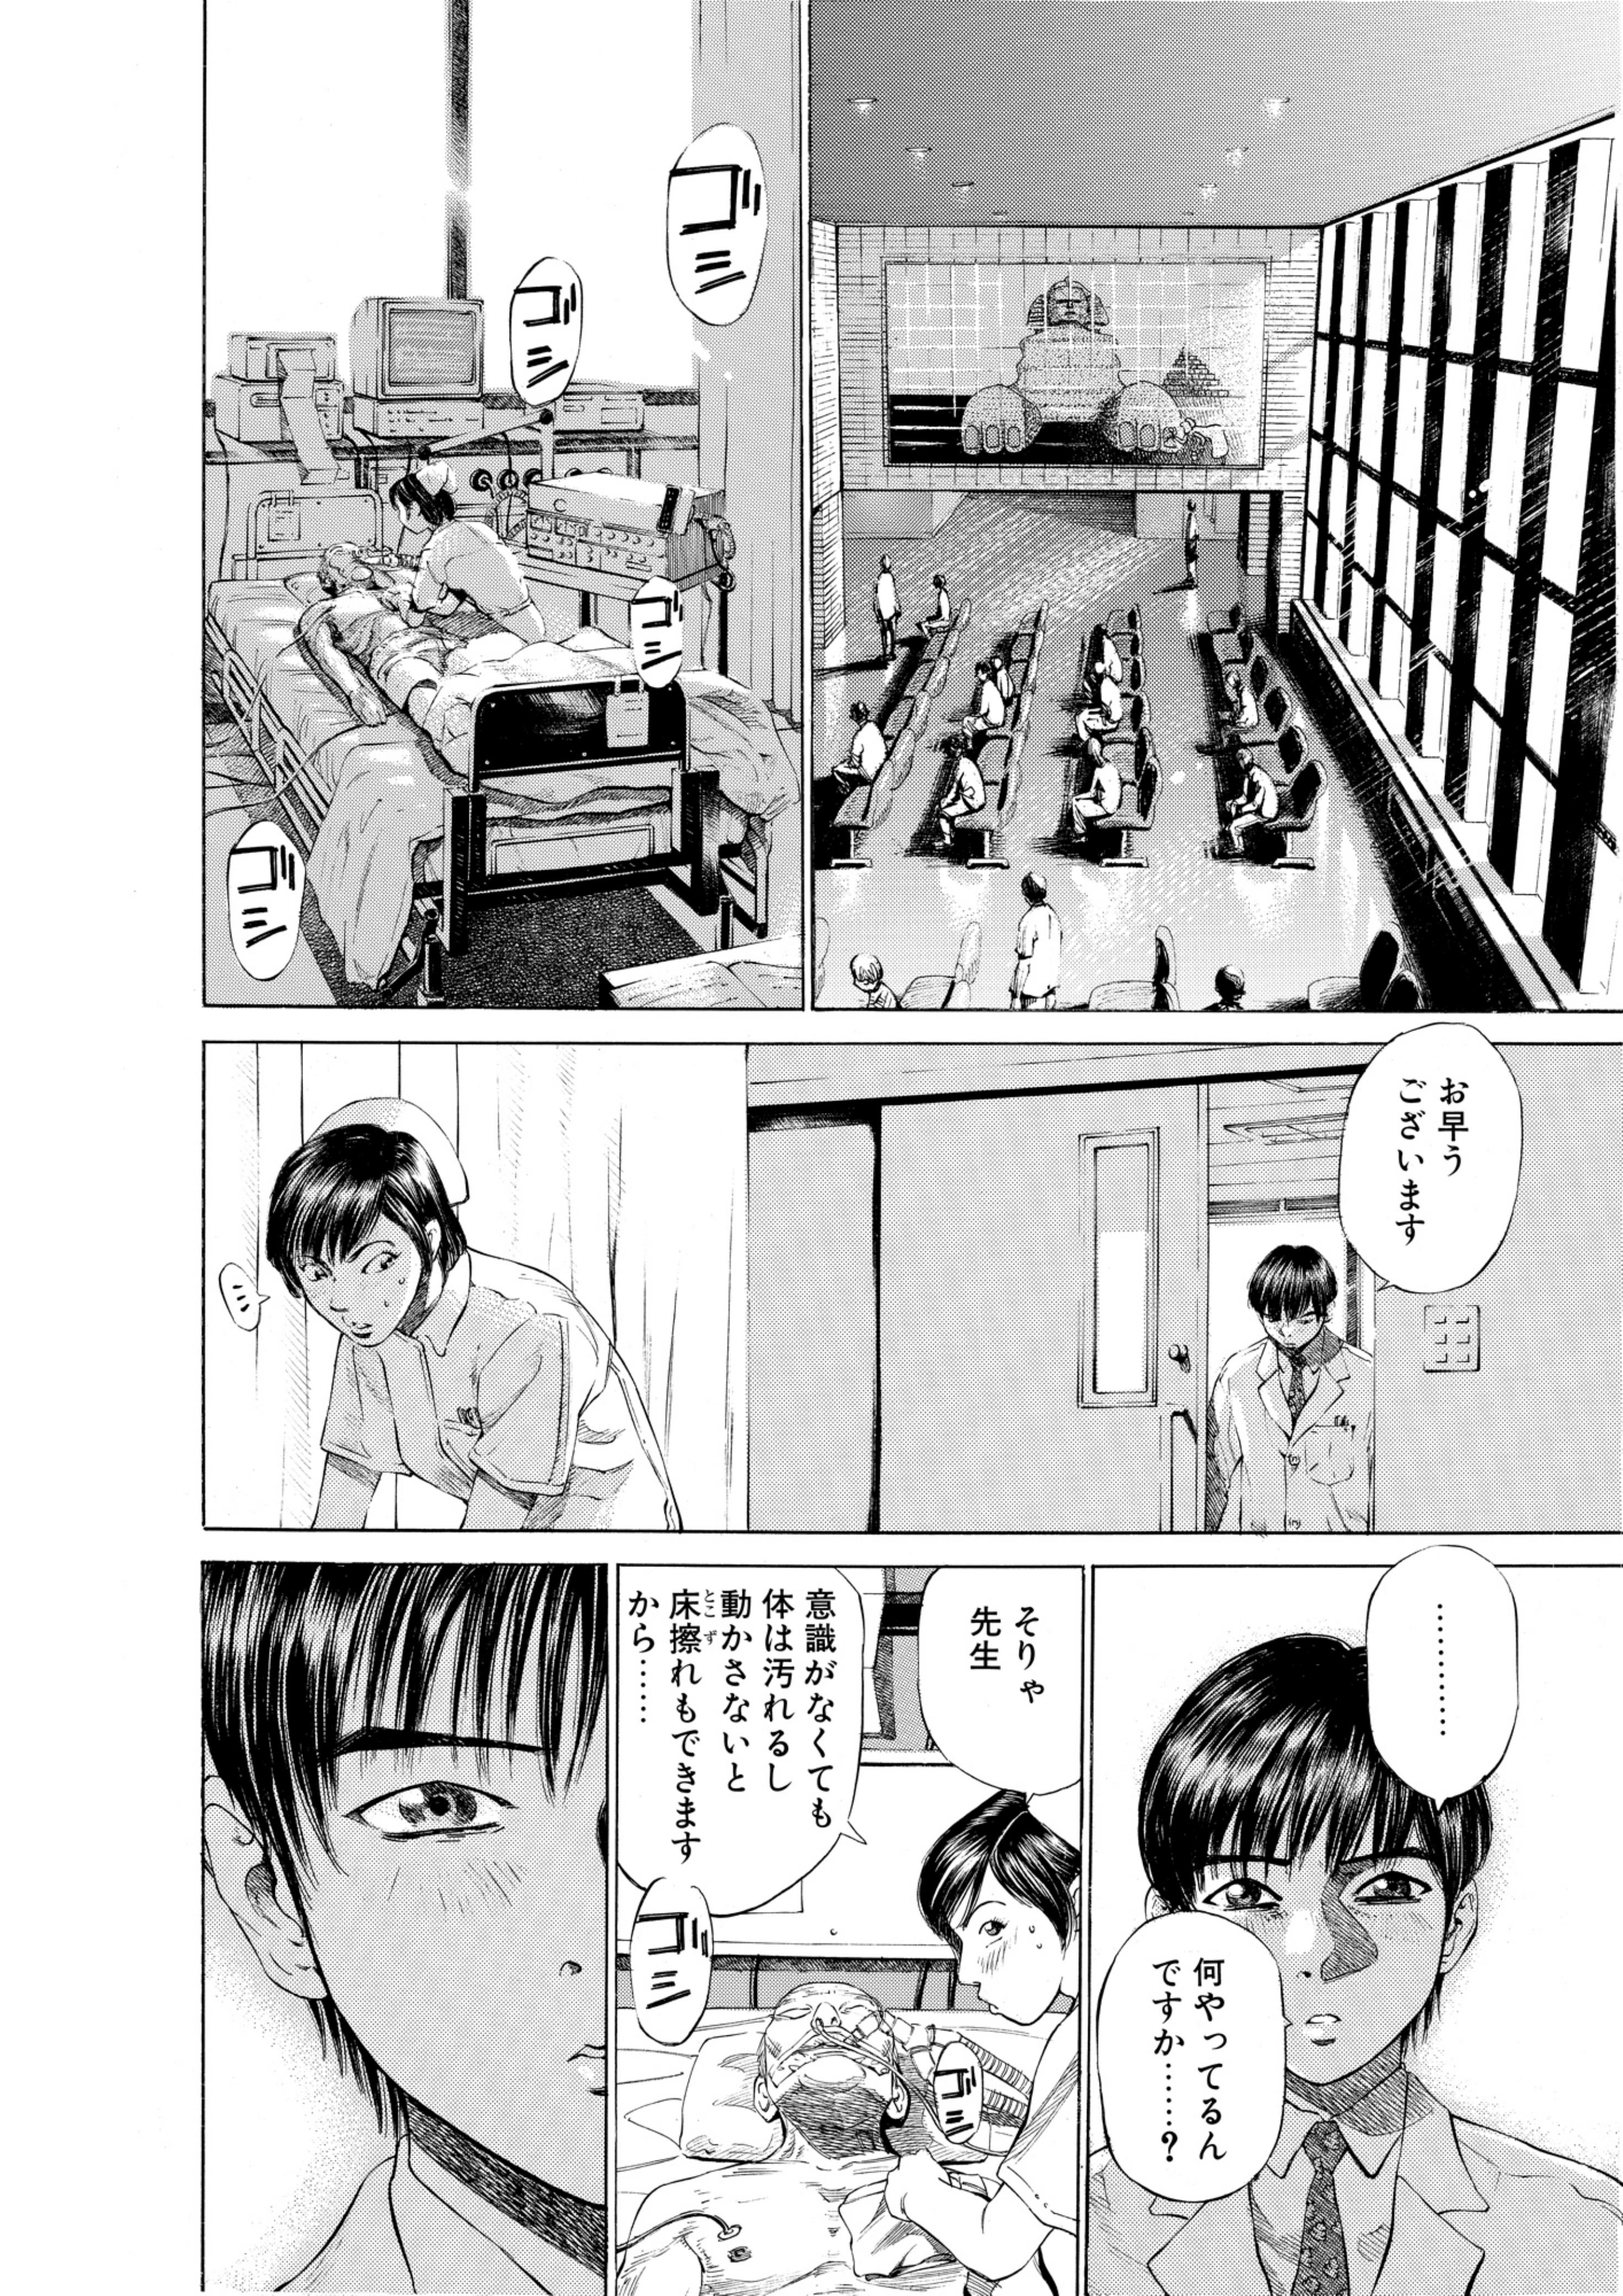 ゴシ
ゴシ
ゴシ
ゴシ
お早う
ございます
…………
何やってるん
ですか……？
そりゃ
先生
意識がなくても
体は汚れるし
動かさないと
床擦れもできます
とこず
から……
ゴシ
ゴシ